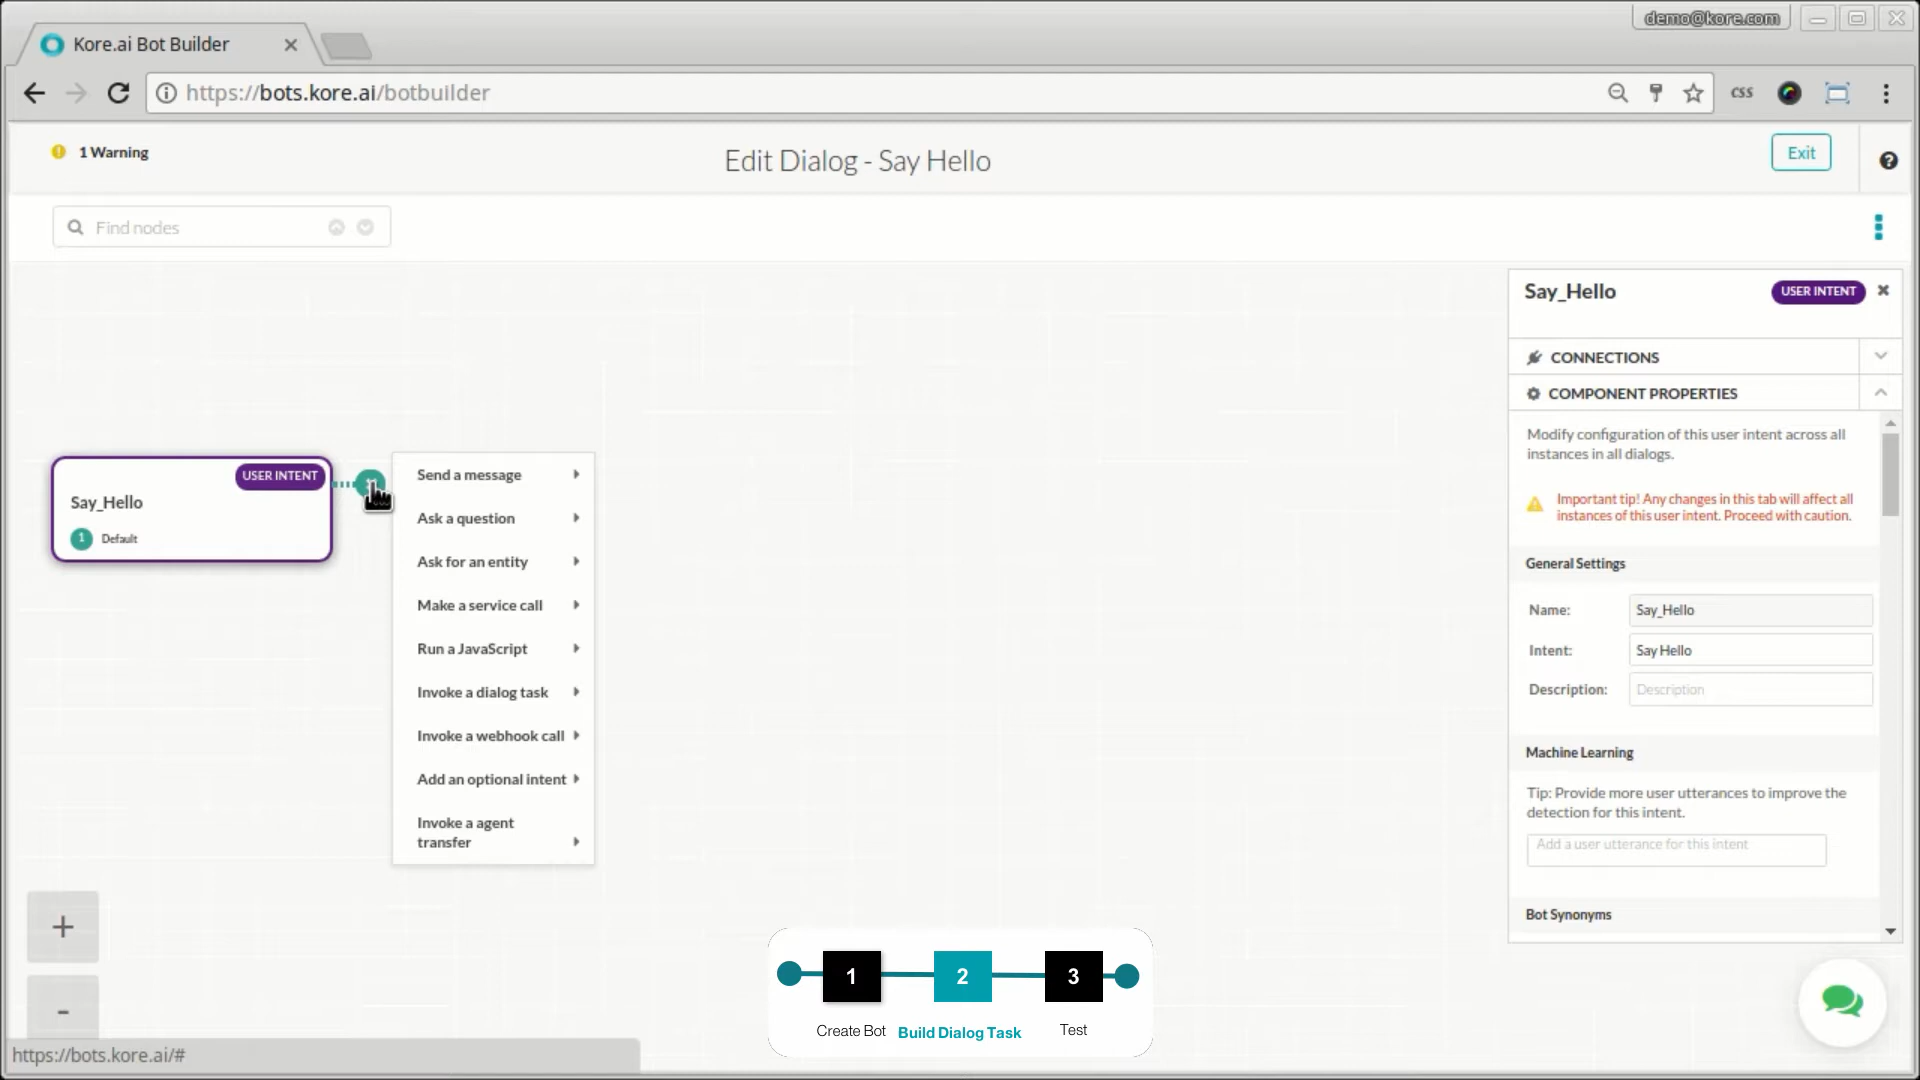 demo@kore.com
Kore.ai Bot Builder
https://bots.kore.ai/botbuilder
CSS
1 Warning
Edit Dialog - Say Hello
Exit
?
Find nodes
Say_Hello
USER INTENT
CONNECTIONS
COMPONENT PROPERTIES
Modify configuration of this user intent across all
instances in all dialogs.
Important tip! Any changes in this tab will affect all
instances of this user intent. Proceed with caution.
General Settings
Name: Say_Hello
Intent: Say Hello
Description: Description
Machine Learning
Tip: Provide more user utterances to improve the
detection for this intent.
Add a user utterance for this intent
Bot Synonyms
USER INTENT
Say_Hello
1 Default
Send a message
Ask a question
Ask for an entity
Make a service call
Run a JavaScript
Invoke a dialog task
Invoke a webhook call
Add an optional intent
Invoke a agent
transfer
+
-
1 2 3
Create Bot Build Dialog Task Test
https://bots.kore.ai/#